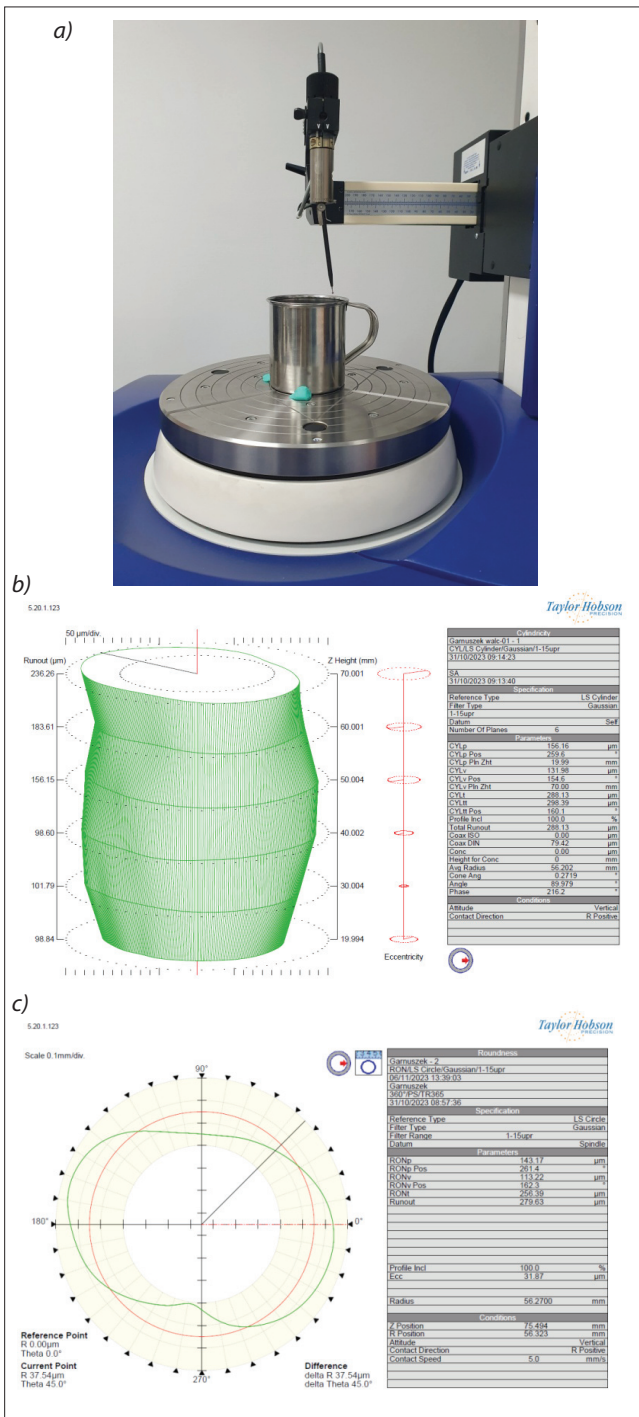 a)
b)
5.20.1.123
Taylor Hobson
PRECISION
50 µm/div.
Runout (µm)
Z Height (mm)
236.26
70.001
183.61
60.001
156.15
50.004
98.60
40.002
101.79
30.004
98.84
19.994
Eccentricity
Cylindricity
Garnuszek walc-01 - 1
CYL/LS Cylinder/Gaussian/1-15upr
31/10/2023 09:14:23
SA
31/10/2023 09:13:40
Specification
Reference Type LS Cylinder
Filter Type Gaussian
1-15upr
Datum Self
Number Of Planes 6
Parameters
CYLp 156.16 µm
CYLp Pos 259.6 °
CYLp Pln Zht 19.99 mm
CYLv 131.98 µm
CYLv Pos 154.6 °
CYLv Pln Zht 70.00 mm
CYLt 288.13 µm
CYLtt 298.39 µm
CYLtt Pos 160.1 °
Profile Incl 100.0 %
Total Runout 288.13 µm
Coax ISO 0.00 µm
Coax DIN 79.42 µm
Conc 0.00 µm
Height for Conc 0 mm
Avg Radius 56.202 mm
Cone Ang 0.2719 °
Angle 89.979 °
Phase 216.2 °
Conditions
Attitude Vertical
Contact Direction R Positive
c)
5.20.1.123
Taylor Hobson
PRECISION
Scale 0.1mm/div.
90°
180°
0°
270°
Reference Point
R 0.00µm
Theta 0.0°
Current Point
R 37.54µm
Theta 45.0°
Difference
delta R 37.54µm
delta Theta 45.0°
Roundness
Garnuszek - 2
RON/LS Circle/Gaussian/1-15upr
06/11/2023 13:39:03
Garnuszek
360°/PS/TR365
31/10/2023 08:57:36
Specification
Reference Type LS Circle
Filter Type Gaussian
Filter Range 1-15upr
Datum Spindle
Parameters
RONp 143.17 µm
RONp Pos 261.4 °
RONv 113.22 µm
RONv Pos 162.3 °
RONt 256.39 µm
Runout 279.63 µm
Profile Incl 100.0 %
Ecc 31.87 µm
Radius 56.2700 mm
Conditions
Z Position 75.494 mm
R Position 56.323 mm
Attitude Vertical
Contact Direction R Positive
Contact Speed 5.0 mm/s